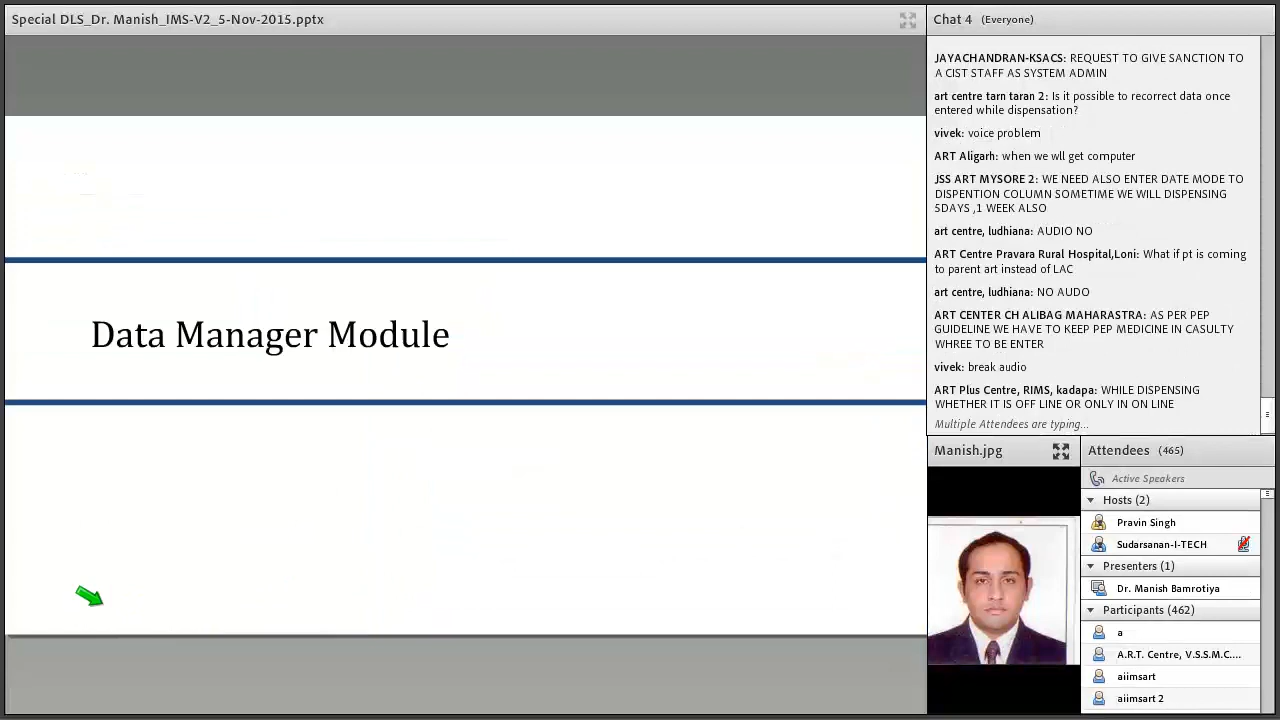 Special DLS_Dr. Manish_IMS-V2_5-Nov-2015.pptx
Data Manager Module
Chat 4 (Everyone)
JAYACHANDRAN-KSACS: REQUEST TO GIVE SANCTION TO
A CIST STAFF AS SYSTEM ADMIN
art centre tarn taran 2: Is it possible to recorrect data once
entered while dispensation?
vivek: voice problem
ART Aligarh: when we wll get computer
JSS ART MYSORE 2: WE NEED ALSO ENTER DATE MODE TO
DISPENTION COLUMN SOMETIME WE WILL DISPENSING
5DAYS ,1 WEEK ALSO
art centre, ludhiana: AUDIO NO
ART Centre Pravara Rural Hospital,Loni: What if pt is coming
to parent art instead of LAC
art centre, ludhiana: NO AUDO
ART CENTER CH ALIBAG MAHARASTRA: AS PER PEP
GUIDELINE WE HAVE TO KEEP PEP MEDICINE IN CASULTY
WHREE TO BE ENTER
vivek: break audio
ART Plus Centre, RIMS, kadapa: WHILE DISPENSING
WHETHER IT IS OFF LINE OR ONLY IN ON LINE
Multiple Attendees are typing...
Manish.jpg
Attendees (465)
Active Speakers
Hosts (2)
Pravin Singh
Sudarsanan-I-TECH
Presenters (1)
Dr. Manish Bamrotiya
Participants (462)
a
A.R.T. Centre, V.S.S.M.C....
aiimsart
aiimsart 2